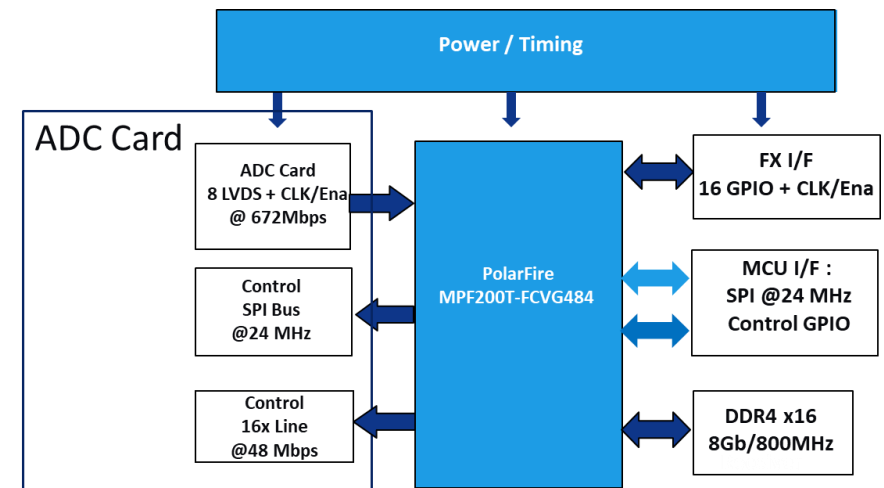 Power / Timing
ADC Card
ADC Card
8 LVDS + CLK/Ena
@ 672Mbps
Control
SPI Bus
@24 MHz
Control
16x Line
@48 Mbps
PolarFire
MPF200T-FCVG484
FX I/F
16 GPIO + CLK/Ena
MCU I/F :
SPI @24 MHz
Control GPIO
DDR4 x16
8Gb/800MHz